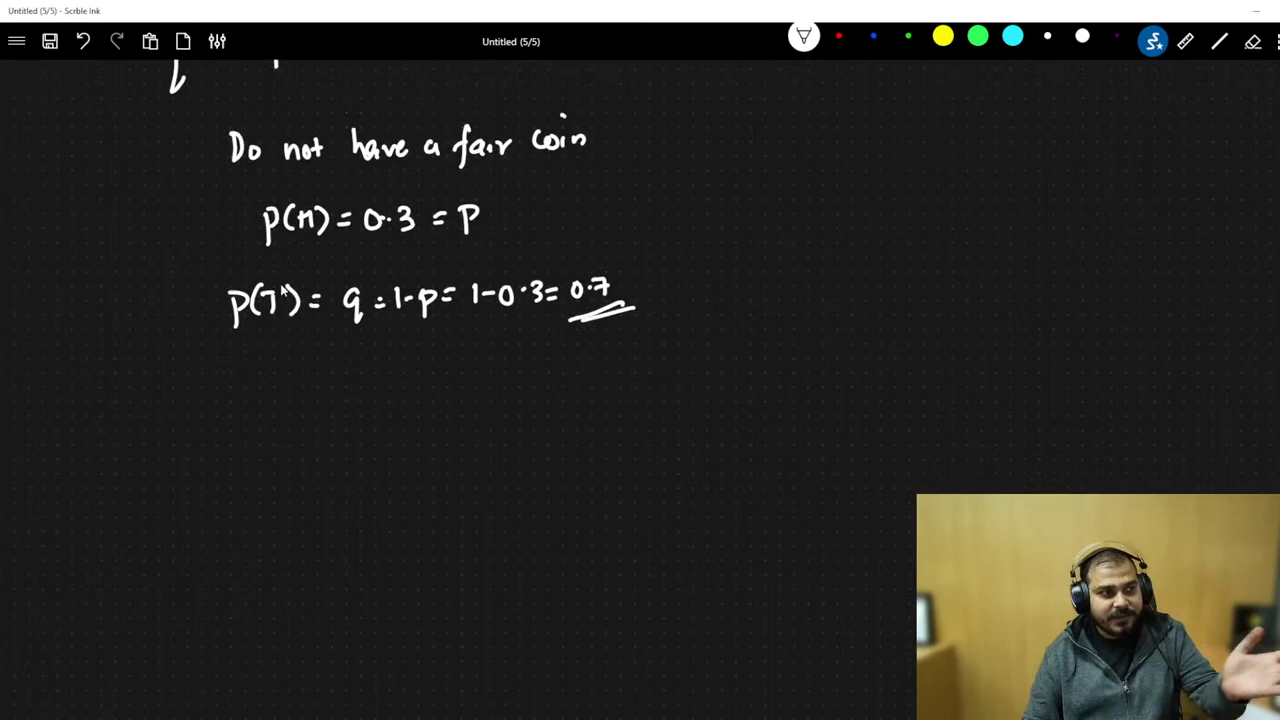 Untitled (5/5) - Scrble Ink
Untitled (5/5)
Do not have a fair coin
P(H) = 0.3 = P
P(T) = q = 1-p = 1-0.3 = 0.7